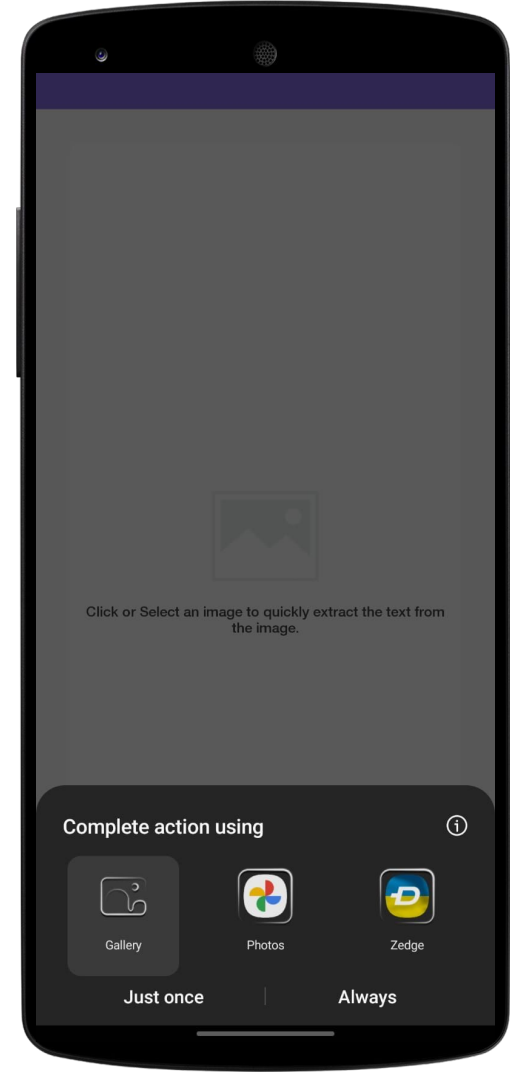 Click or Select an image to quickly extract the text from
the image.
Complete action using
Gallery
Photos
Zedge
Just once
Always